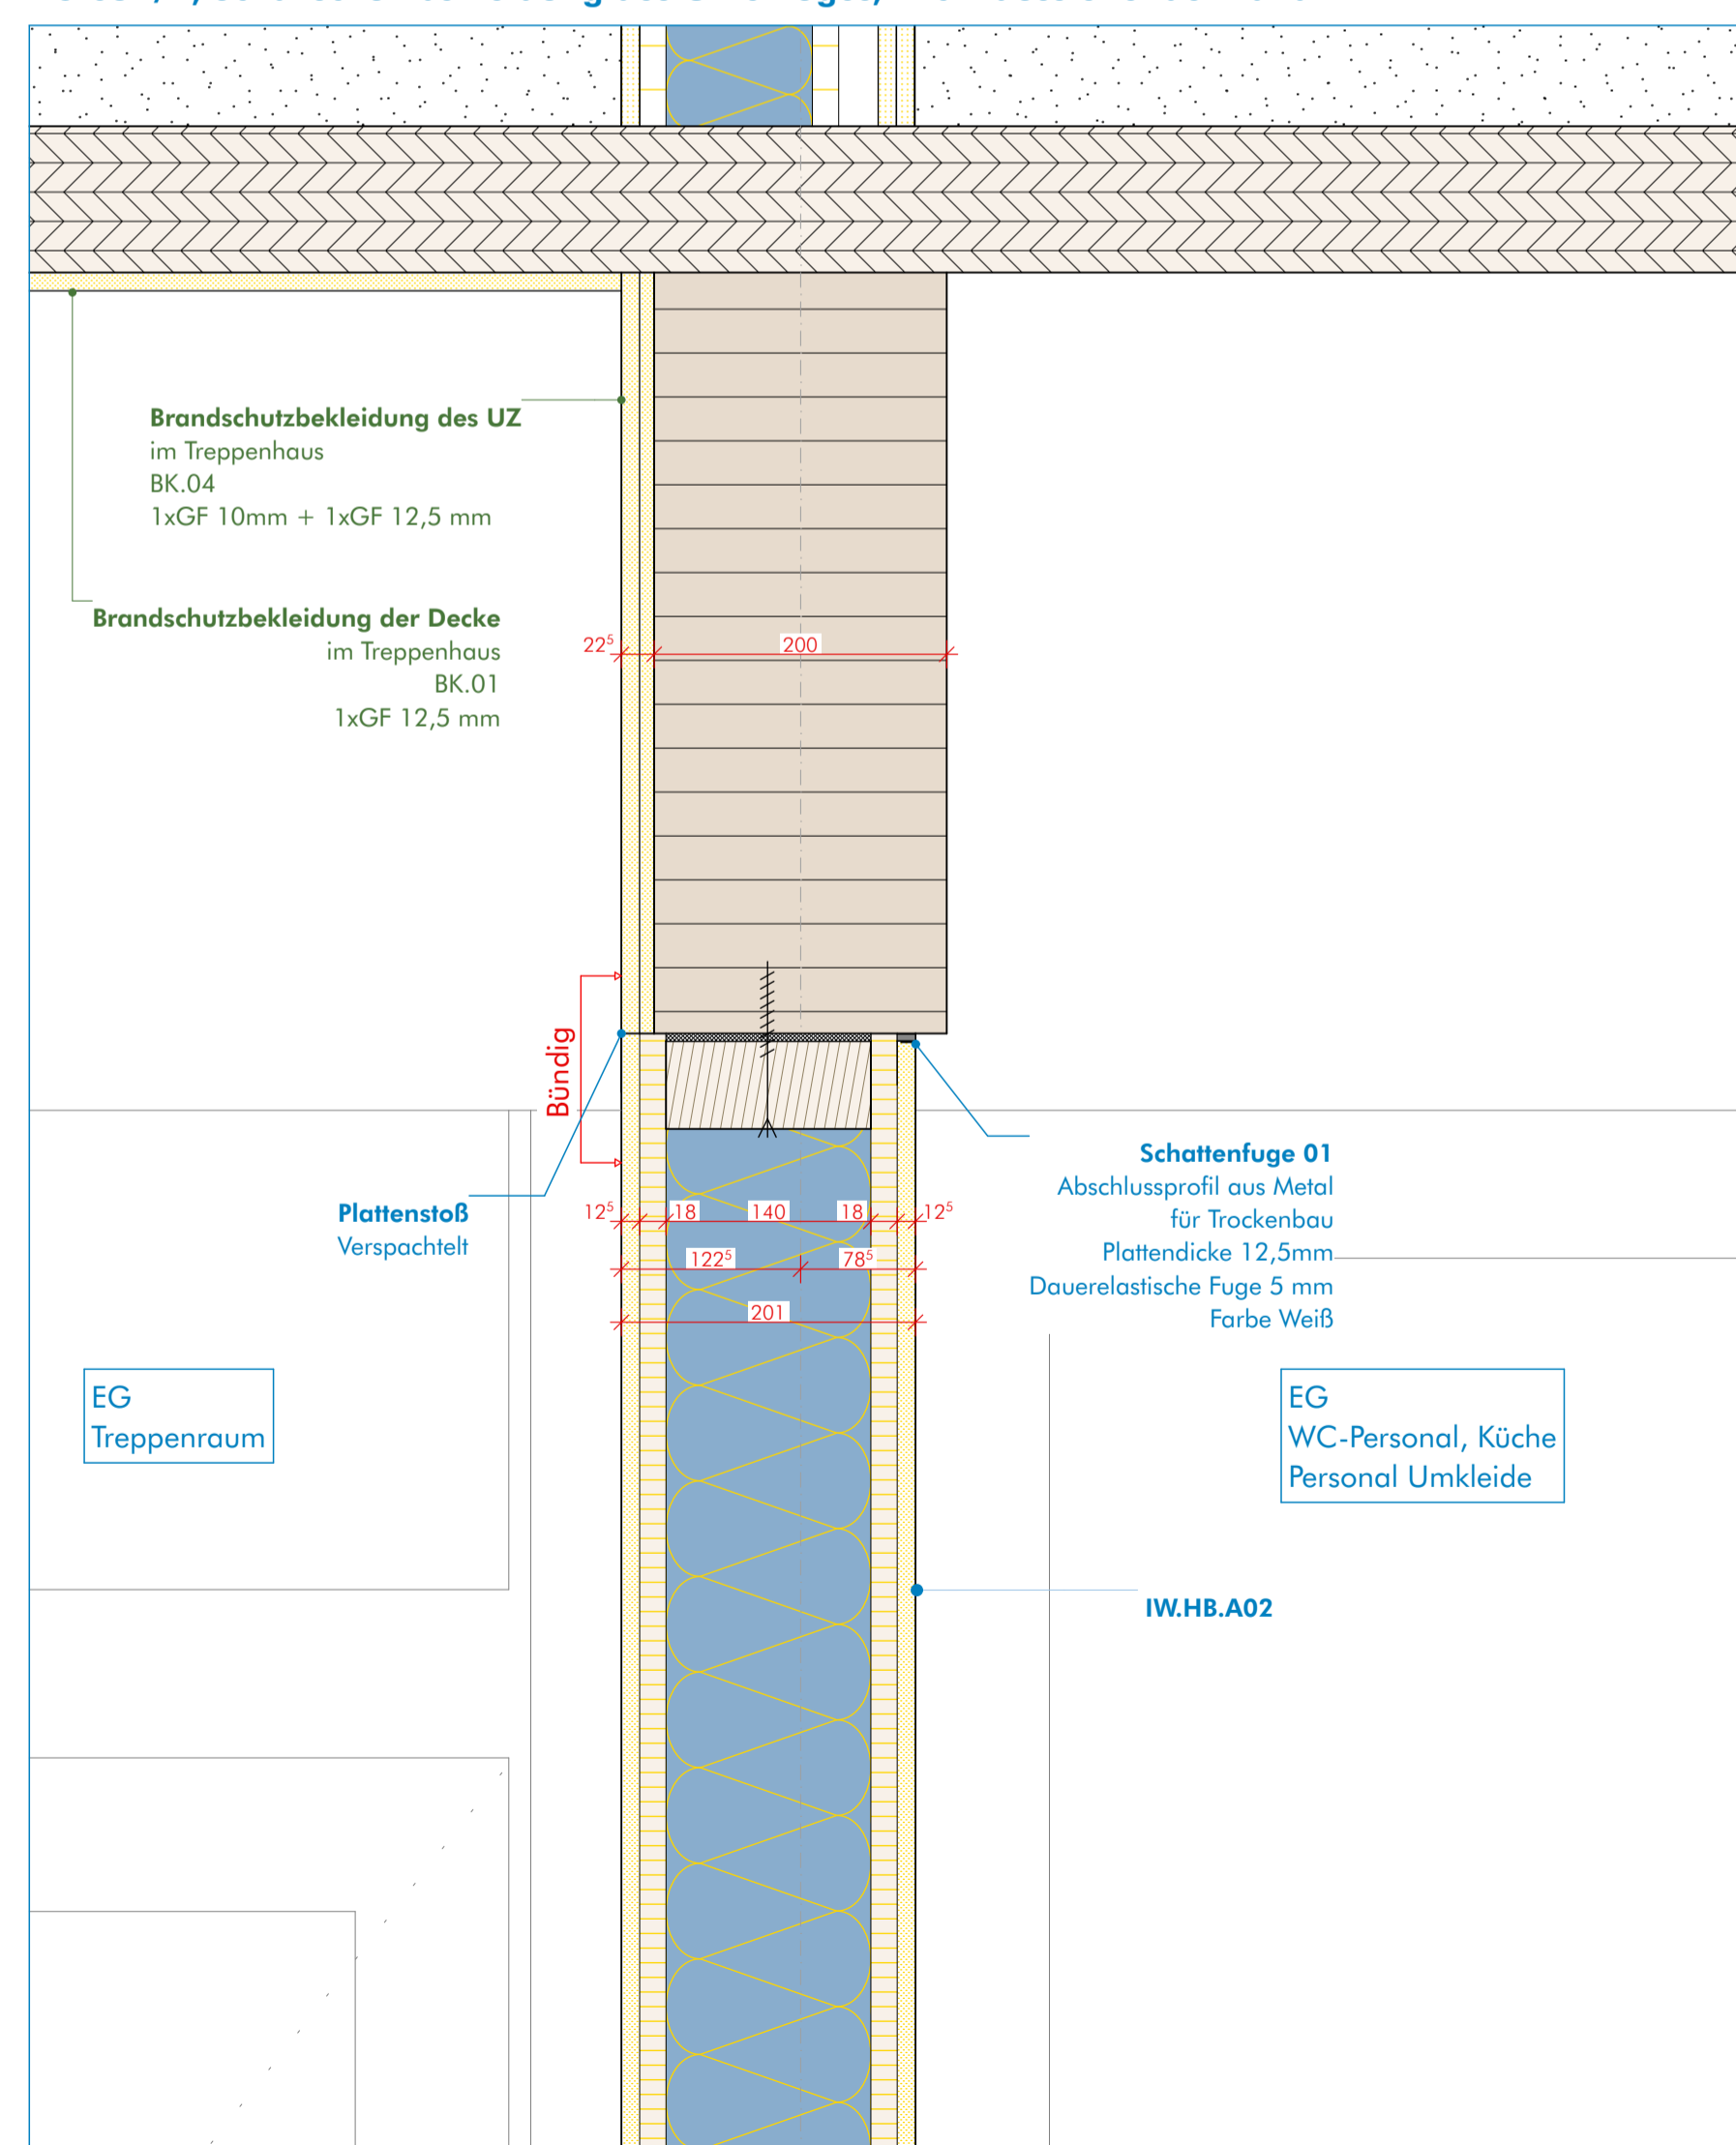 Brandschutzbekleidung des UZ
im Treppenhaus
BK.04
1xGF 10mm + 1xGF 12,5 mm
Brandschutzbekleidung der Decke
im Treppenhaus
BK.01
1xGF 12,5 mm
22⁵
200
Bündig
Plattenstoß
Verspachtelt
Schattenfuge 01
Abschlussprofil aus Metal
für Trockenbau
Plattendicke 12,5mm
Dauerelastische Fuge 5 mm
Farbe Weiß
12⁵ 18 140 18 12⁵
122⁵ 78⁵
201
EG
Treppenraum
EG
WC-Personal, Küche
Personal Umkleide
IW.HB.A02